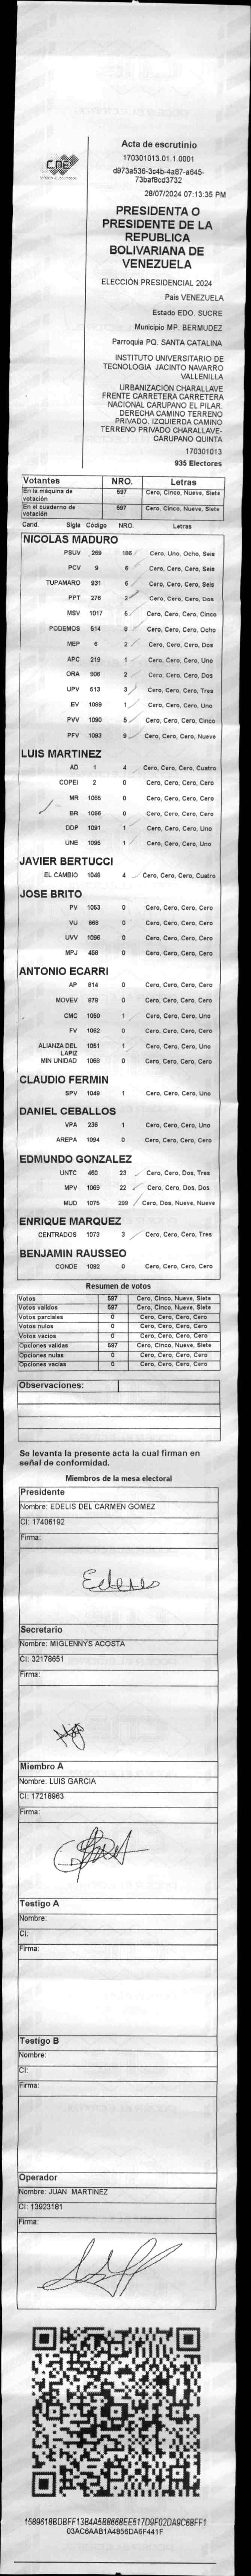 CNE
Acta de escrutinio
170301013.01.1.0001
d973a536-3c4b-4a87-a645-
73baf8cd3732
28/07/2024 07:13:35 PM
PRESIDENTA O
PRESIDENTE DE LA
REPUBLICA
BOLIVARIANA DE
VENEZUELA
ELECCIÓN PRESIDENCIAL 2024
Pais VENEZUELA
Estado EDO. SUCRE
Municipio MP. BERMUDEZ
Parroquia PQ. SANTA CATALINA
INSTITUTO UNIVERSITARIO DE
TECNOLOGIA JACINTO NAVARRO
VALLENILLA
URBANIZACIÓN CHARALLAVE
FRENTE CARRETERA CARRETERA
NACIONAL CARUPANO EL PILAR.
DERECHA CAMINO TERRENO
PRIVADO. IZQUIERDA CAMINO
TERRENO PRIVADO CHARALLAVE-
CARUPANO QUINTA
170301013
935 Electores
Votantes NRO. Letras
En la máquina de votación 597 Cero, Cinco, Nueve, Siete
En el cuaderno de votación 597 Cero, Cinco, Nueve, Siete
Cand. Sigla Código NRO. Letras
NICOLAS MADURO
PSUV 269 186 Cero, Uno, Ocho, Seis
PCV 9 6 Cero, Cero, Cero, Seis
TUPAMARO 931 6 Cero, Cero, Cero, Seis
PPT 276 2 Cero, Cero, Cero, Dos
MSV 1017 5 Cero, Cero, Cero, Cinco
PODEMOS 514 8 Cero, Cero, Cero, Ocho
MEP 6 2 Cero, Cero, Cero, Dos
APC 219 1 Cero, Cero, Cero, Uno
ORA 906 2 Cero, Cero, Cero, Dos
UPV 513 3 Cero, Cero, Cero, Tres
EV 1089 1 Cero, Cero, Cero, Uno
PVV 1090 5 Cero, Cero, Cero, Cinco
PFV 1093 9 Cero, Cero, Cero, Nueve
LUIS MARTINEZ
AD 1 4 Cero, Cero, Cero, Cuatro
COPEI 2 0 Cero, Cero, Cero, Cero
MR 1065 0 Cero, Cero, Cero, Cero
BR 1066 0 Cero, Cero, Cero, Cero
DDP 1091 1 Cero, Cero, Cero, Uno
UNE 1095 1 Cero, Cero, Cero, Uno
JAVIER BERTUCCI
EL CAMBIO 1048 4 Cero, Cero, Cero, Cuatro
JOSE BRITO
PV 1053 0 Cero, Cero, Cero, Cero
VU 868 0 Cero, Cero, Cero, Cero
UVV 1096 0 Cero, Cero, Cero, Cero
MPJ 458 0 Cero, Cero, Cero, Cero
ANTONIO ECARRI
AP 814 0 Cero, Cero, Cero, Cero
MOVEV 979 0 Cero, Cero, Cero, Cero
CMC 1050 1 Cero, Cero, Cero, Uno
FV 1062 0 Cero, Cero, Cero, Cero
ALIANZA DEL LAPIZ 1051 1 Cero, Cero, Cero, Uno
MIN UNIDAD 1068 0 Cero, Cero, Cero, Cero
CLAUDIO FERMIN
SPV 1049 1 Cero, Cero, Cero, Uno
DANIEL CEBALLOS
VPA 236 1 Cero, Cero, Cero, Uno
AREPA 1094 0 Cero, Cero, Cero, Cero
EDMUNDO GONZALEZ
UNTC 460 23 Cero, Cero, Dos, Tres
MPV 1069 22 Cero, Cero, Dos, Dos
MUD 1075 299 Cero, Dos, Nueve, Nueve
ENRIQUE MARQUEZ
CENTRADOS 1073 3 Cero, Cero, Cero, Tres
BENJAMIN RAUSSEO
CONDE 1092 0 Cero, Cero, Cero, Cero
Resumen de votos
Votos 597 Cero, Cinco, Nueve, Siete
Votos validos 597 Cero, Cinco, Nueve, Siete
Votos parciales 0 Cero, Cero, Cero, Cero
Votos nulos 0 Cero, Cero, Cero, Cero
Votos vacios 0 Cero, Cero, Cero, Cero
Opciones validas 597 Cero, Cinco, Nueve, Siete
Opciones nulas 0 Cero, Cero, Cero, Cero
Opciones vacias 0 Cero, Cero, Cero, Cero
Observaciones:
Se levanta la presente acta la cual firman en
señal de conformidad.
Miembros de la mesa electoral
Presidente
Nombre: EDELIS DEL CARMEN GOMEZ
CI: 17406192
Firma:
Secretario
Nombre: MIGLENNYS ACOSTA
CI: 32178651
Firma:
Miembro A
Nombre: LUIS GARCIA
CI: 17218963
Firma:
Testigo A
Nombre:
CI:
Firma:
Testigo B
Nombre:
CI:
Firma:
Operador
Nombre: JUAN MARTINEZ
CI: 13923181
Firma:
1589618BDBFF13B4A5B8668EE517D9F02DA9C68FF1
03AC6AAB1A4856DA6F441F